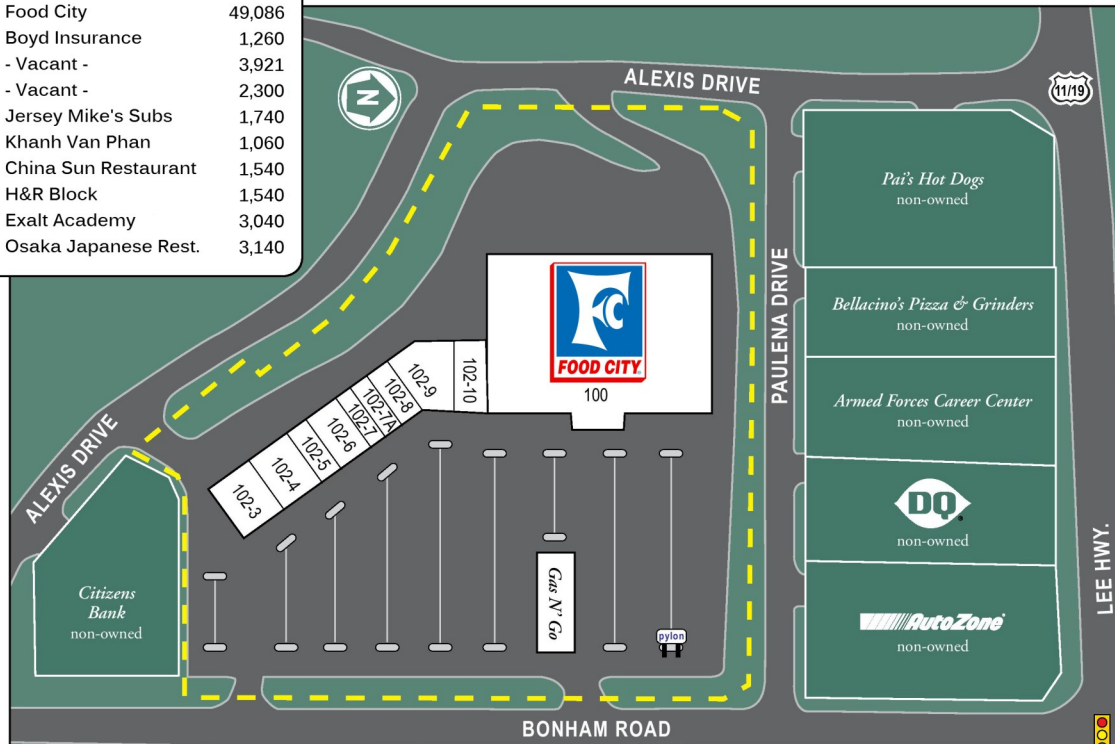 Food City 49,086
Boyd Insurance 1,260
- Vacant - 3,921
- Vacant - 2,300
Jersey Mike's Subs 1,740
Khanh Van Phan 1,060
China Sun Restaurant 1,540
H&R Block 1,540
Exalt Academy 3,040
Osaka Japanese Rest. 3,140
N
ALEXIS DRIVE
11/19
Pai's Hot Dogs
non-owned
PAULENA DRIVE
Bellacino's Pizza & Grinders
non-owned
FC
FOOD CITY
100
102-10
102-9
102-8
102-7A
102-7
102-6
102-5
102-4
102-3
Armed Forces Career Center
non-owned
ALEXIS DRIVE
DQ
non-owned
LEE HWY.
Citizens
Bank
non-owned
Gas N' Go
pylon
AutoZone
non-owned
BONHAM ROAD